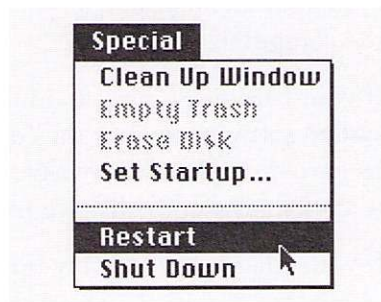 Special
Clean Up Window
Empty Trash
Erase Disk
Set Startup...
Restart
Shut Down